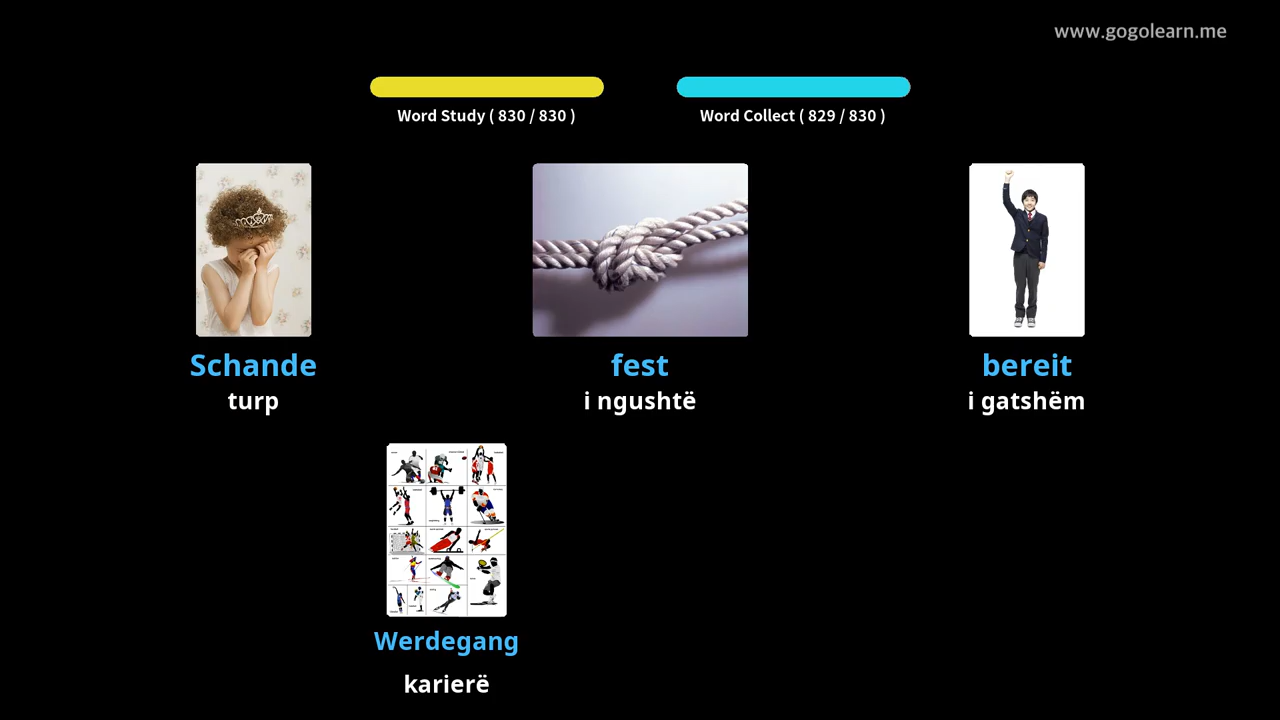 www.gogolearn.me
Word Study ( 830 / 830 )
Word Collect ( 829 / 830 )
Schande
turp
fest
i ngushtë
bereit
i gatshëm
Werdegang
karierë